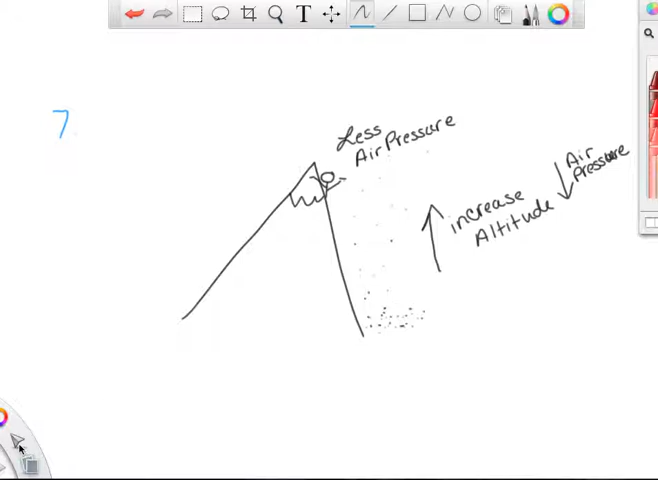 7
Less
Air Pressure
increase
Altitude
Air
Pressure
T